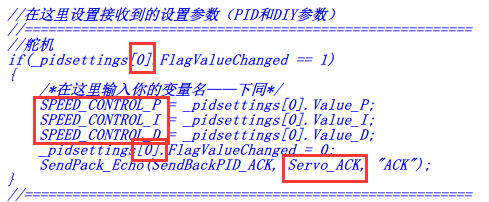 //在这里设置接收到的设置参数（PID和DIY参数）
//====================================================
//舵机
if(_pidsettings[0].FlagValueChanged == 1)
{
/*在这里输入你的变量名——下同*/
SPEED_CONTROL_P = _pidsettings[0].Value_P;
SPEED_CONTROL_I = _pidsettings[0].Value_I;
SPEED_CONTROL_D = _pidsettings[0].Value_D;
_pidsettings[0].FlagValueChanged = 0;
SendPack_Echo(SendBackPID_ACK, Servo_ACK, "ACK");
}
//====================================================